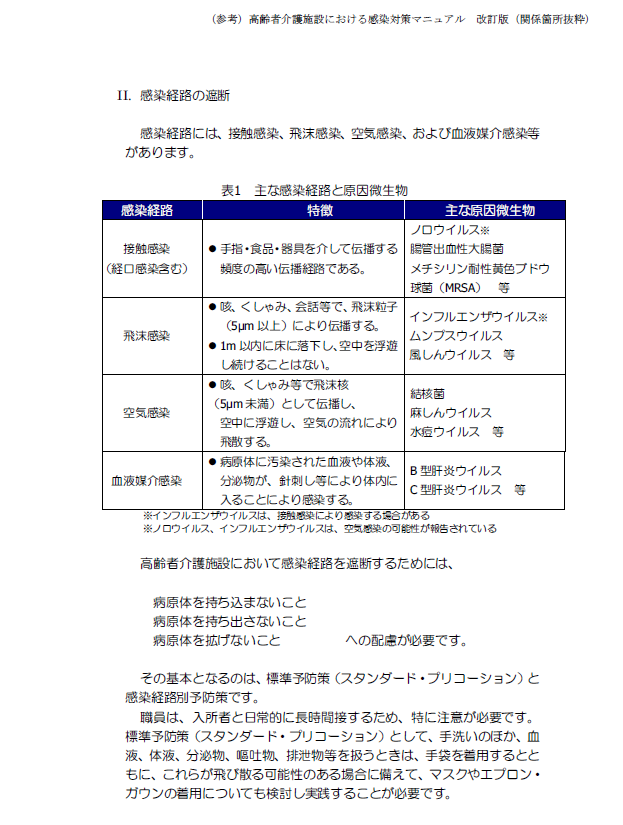 （参考）高齢者介護施設における感染対策マニュアル　改訂版（関係箇所抜粋）
II. 感染経路の遮断
感染経路には、接触感染、飛沫感染、空気感染、および血液媒介感染等
があります。
表1　主な感染経路と原因微生物
感染経路　特徴　主な原因微生物
接触感染
（経口感染含む）
● 手指・食品・器具を介して伝播する
頻度の高い伝播経路である。
ノロウイルス※
腸管出血性大腸菌
メチシリン耐性黄色ブドウ
球菌（MRSA）　等
飛沫感染
● 咳、くしゃみ、会話等で、飛沫粒子
（5μm 以上）により伝播する。
● 1m 以内に床に落下し、空中を浮遊
し続けることはない。
インフルエンザウイルス※
ムンプスウイルス
風しんウイルス　等
空気感染
● 咳、くしゃみ等で飛沫核
（5μm 未満）として伝播し、
空中に浮遊し、空気の流れにより
飛散する。
結核菌
麻しんウイルス
水痘ウイルス　等
血液媒介感染
● 病原体に汚染された血液や体液、
分泌物が、針刺し等により体内に
入ることにより感染する。
B 型肝炎ウイルス
C 型肝炎ウイルス　等
※インフルエンザウイルスは、接触感染により感染する場合がある
※ノロウイルス、インフルエンザウイルスは、空気感染の可能性が報告されている
高齢者介護施設において感染経路を遮断するためには、
病原体を持ち込まないこと
病原体を持ち出さないこと
病原体を拡げないこと　への配慮が必要です。
その基本となるのは、標準予防策（スタンダード・プリコーション）と
感染経路別予防策です。
職員は、入所者と日常的に長時間接するため、特に注意が必要です。
標準予防策（スタンダード・プリコーション）として、手洗いのほか、血
液、体液、分泌物、嘔吐物、排泄物等を扱うときは、手袋を着用するとと
もに、これらが飛び散る可能性のある場合に備えて、マスクやエプロン・
ガウンの着用についても検討し実践することが必要です。